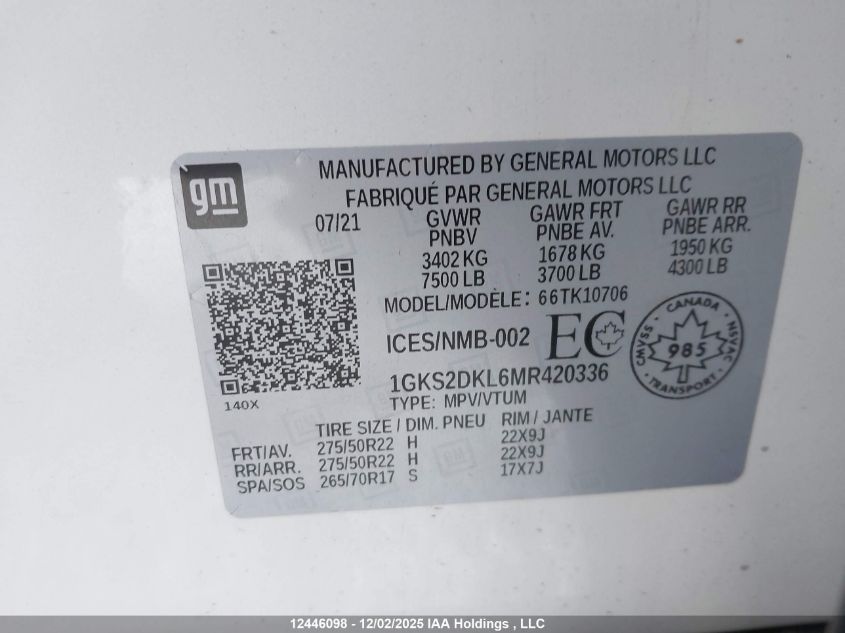 gm
MANUFACTURED BY GENERAL MOTORS LLC
FABRIQUÉ PAR GENERAL MOTORS LLC
07/21 GVWR GAWR FRT GAWR RR
PNBV PNBE AV. PNBE ARR.
3402 KG 1678 KG 1950 KG
7500 LB 3700 LB 4300 LB
MODEL/MODÈLE: 66TK10706
ICES/NMB-002 EC
CANADA
CMVSS 985 NSVAC
TRANSPORT
1GKS2DKL6MR420336
140X
TYPE: MPV/VTUM
TIRE SIZE / DIM. PNEU RIM / JANTE
FRT/AV. 275/50R22 H 22X9J
RR/ARR. 275/50R22 H 22X9J
SPA/SOS 265/70R17 S 17X7J
12446098 - 12/02/2025 IAA Holdings , LLC